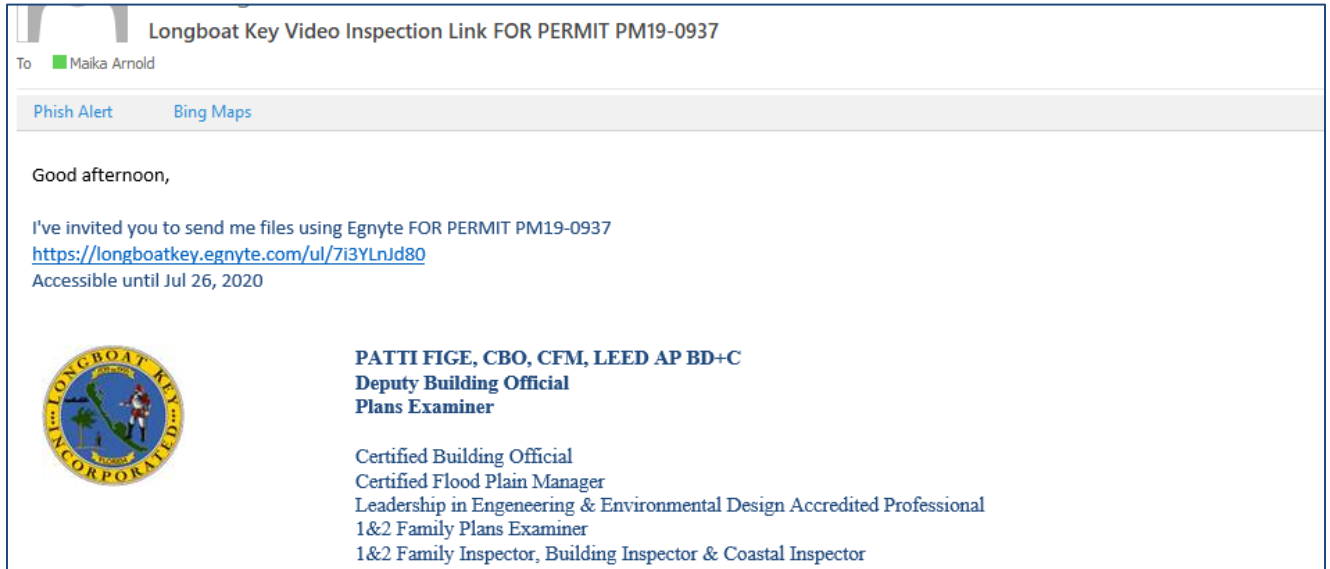 Longboat Key Video Inspection Link FOR PERMIT PM19-0937
To Maika Arnold
Phish Alert Bing Maps
Good afternoon,
I've invited you to send me files using Egnyte FOR PERMIT PM19-0937
https://longboatkey.egnyte.com/ul/7i3YLnJd80
Accessible until Jul 26, 2020
LONGBOAT KEY
INCORPORATED
FLORIDA
PATTI FIGE, CBO, CFM, LEED AP BD+C
Deputy Building Official
Plans Examiner
Certified Building Official
Certified Flood Plain Manager
Leadership in Engeneering & Environmental Design Accredited Professional
1&2 Family Plans Examiner
1&2 Family Inspector, Building Inspector & Coastal Inspector